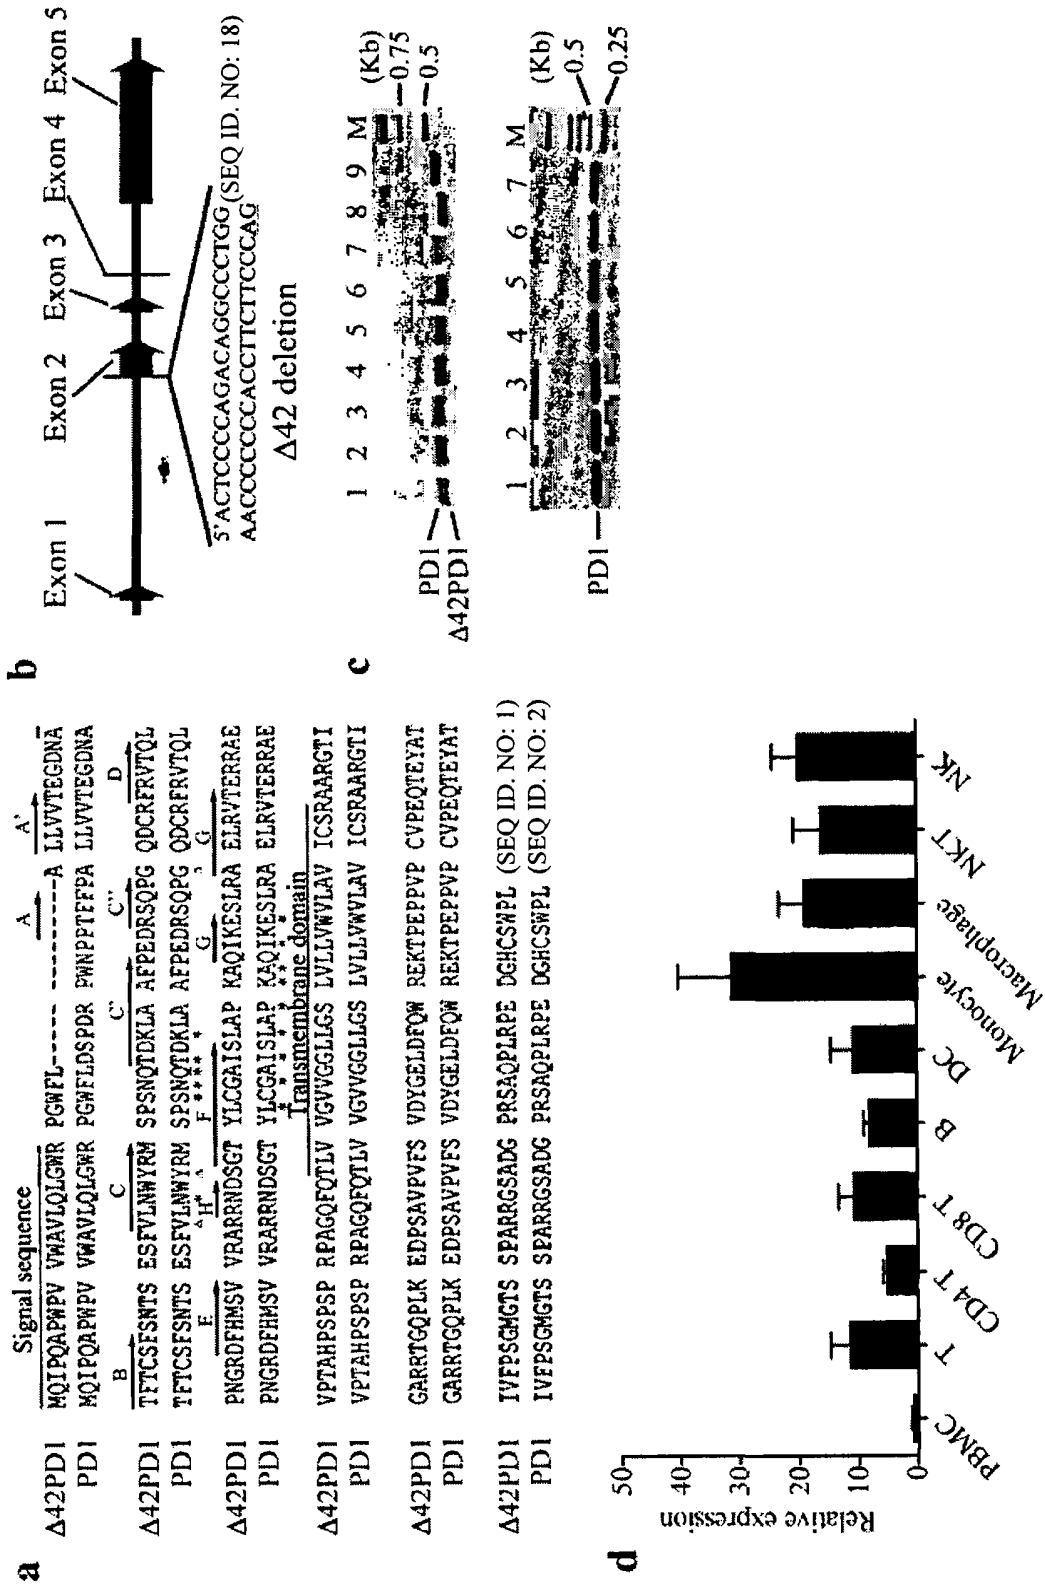 a
Signal sequence
A
A'
Δ42PD1 MQIPQAPWPV VWAVLQLGWR PGWFL----- ---------A LLVVTEGDNA
PD1 MQIPQAPWPV VWAVLQLGWR PGWFLDSPDR PWNPPTFFPA LLVVTEGDNA
B C C'' C'' D
Δ42PD1 TFTCSFSNTS ESFVLNWYRM SPSNQTDKLA AFPEDRSQPG QDCRFRVTQL
PD1 TFTCSFSNTS ESFVLNWYRM SPSNQTDKLA AFPEDRSQPG QDCRFRVTQL
E H F G G
Δ42PD1 PNGRDFHMSV VRARRNDSGT YLCGAISLAP KAQIKESLRA ELRVTERRAE
PD1 PNGRDFHMSV VRARRNDSGT YLCGAISLAP KAQIKESLRA ELRVTERRAE
Transmembrane domain
Δ42PD1 VPTAHPSPSP RPAGQFQTLV VGVVGGLLGS LVLLVWVLAV ICSRAARGTI
PD1 VPTAHPSPSP RPAGQFQTLV VGVVGGLLGS LVLLVWVLAV ICSRAARGTI
Δ42PD1 GARRTGQPLK EDPSAVPVFS VDYGELDFQW REKTPEPPVP CVPEQTEYAT
PD1 GARRTGQPLK EDPSAVPVFS VDYGELDFQW REKTPEPPVP CVPEQTEYAT
Δ42PD1 IVFPSGMGTS SPARRGSADG PRSAQPLRPE DGHCSWPL (SEQ ID. NO: 1)
PD1 IVFPSGMGTS SPARRGSADG PRSAQPLRPE DGHCSWPL (SEQ ID. NO: 2)
b
Exon 1 Exon 2 Exon 3 Exon 4 Exon 5
5'ACTCCCCAGACAGGCCCTGG (SEQ ID. NO: 18)
AACCCCCCCACCTTCTTCCCAG
Δ42 deletion
c
1 2 3 4 5 6 7 8 9 M (Kb)
0.75
0.5
PD1
Δ42PD1
1 2 3 4 5 6 7 M (Kb)
0.5
0.25
PD1
d
Relative expression
50
40
30
20
10
0
PBMC T CD4 T CD8 T B DC Monocyte Macrophage NKT NK